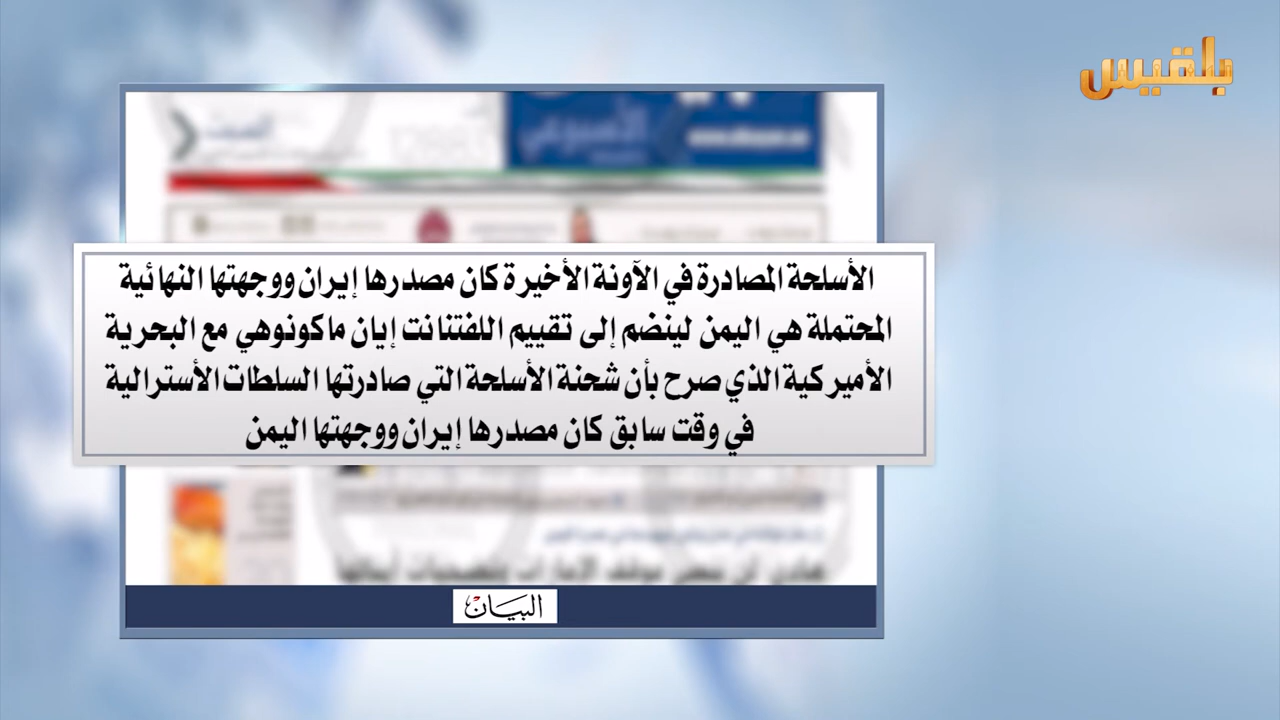 بلقيس
الأسلحة المصادرة في الآونة الأخيرة كان مصدرها إيران ووجهتها النهائية
المحتملة هي اليمن لينضم إلى تقييم اللفتنانت إيان ماكونوهي مع البحرية
الأميركية الذي صرح بأن شحنة الأسلحة التي صادرتها السلطات الأسترالية
في وقت سابق كان مصدرها إيران ووجهتها اليمن
البيان